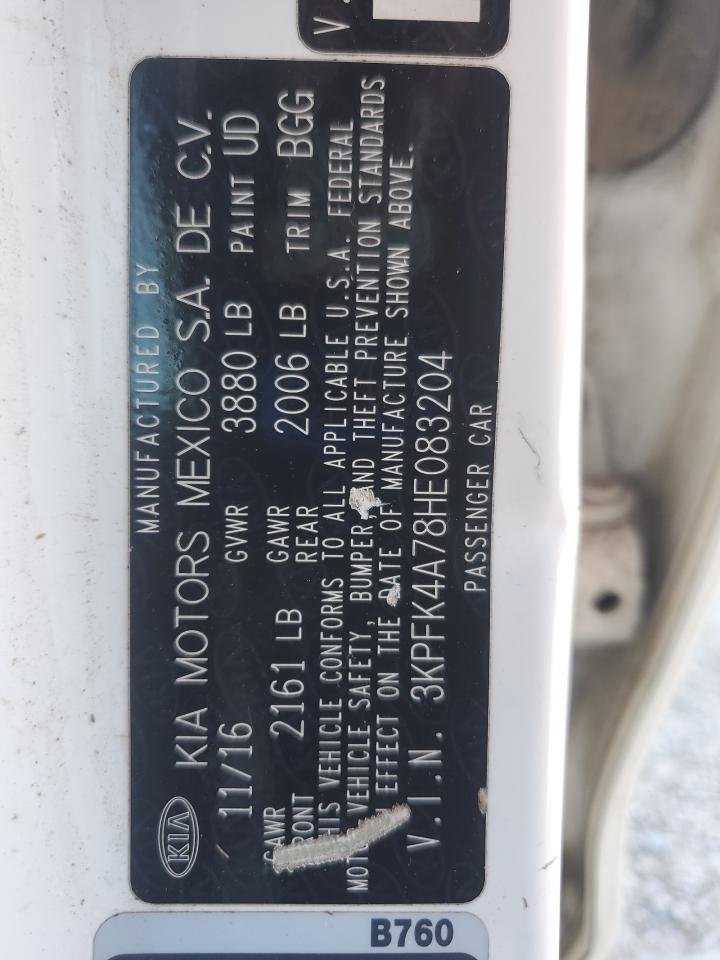 V.
MANUFACTURED BY
KIA MOTORS MEXICO S.A. DE C.V.
KIA 11/16 GVWR 3880 LB PAINT UD
GAWR FRONT 2161 LB GAWR REAR 2006 LB TRIM BGG
THIS VEHICLE CONFORMS TO ALL APPLICABLE U.S.A. FEDERAL
MOTOR VEHICLE SAFETY, BUMPER AND THEFT PREVENTION STANDARDS
EFFECT ON THE DATE OF MANUFACTURE SHOWN ABOVE.
V.I.N. 3KPFK4A78HE083204
PASSENGER CAR
B760